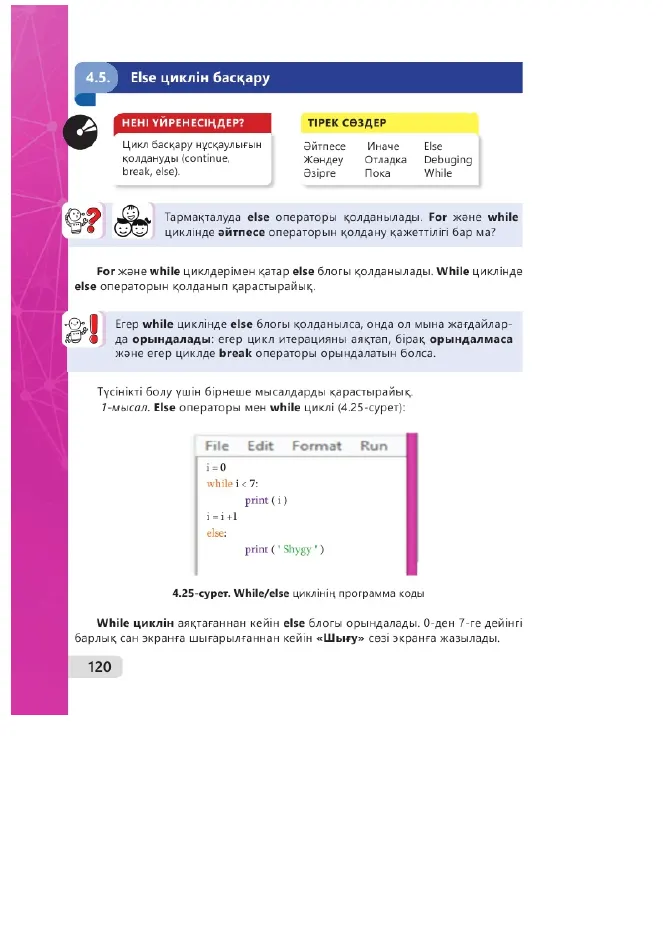 4.5. Else циклін басқару
НЕНІ ҮЙРЕНЕСІҢДЕР?
Цикл басқару нұсқаулығын
қолдануды (continue,
break, else).
ТІРЕК СӨЗДЕР
Әйтпесе Иначе Else
Жөндеу Отладка Debuging
Әзірге Пока While
Тармақталуда else операторы қолданылады. For және while
циклінде әйтпесе операторын қолдану қажеттілігі бар ма?
For және while циклдерімен қатар else блогы қолданылады. While циклінде
else операторын қолданып қарастырайық.
Егер while циклінде else блогы қолданылса, онда ол мына жағдайлар-
да орындалады: егер цикл итерацияны аяқтап, бірақ орындалмаса
және егер циклде break операторы орындалатын болса.
Түсінікті болу үшін бірнеше мысалдарды қарастырайық.
1-мысал. Else операторы мен while циклі (4.25-сурет):
File Edit Format Run
i = 0
while i < 7:
print ( i )
i = i +1
else:
print ( " Shygy " )
4.25-сурет. While/else циклінің программа коды
While циклін аяқтағаннан кейін else блогы орындалады. 0-ден 7-ге дейінгі
барлық сан экранға шығарылғаннан кейін «Шығу» сөзі экранға жазылады.
120